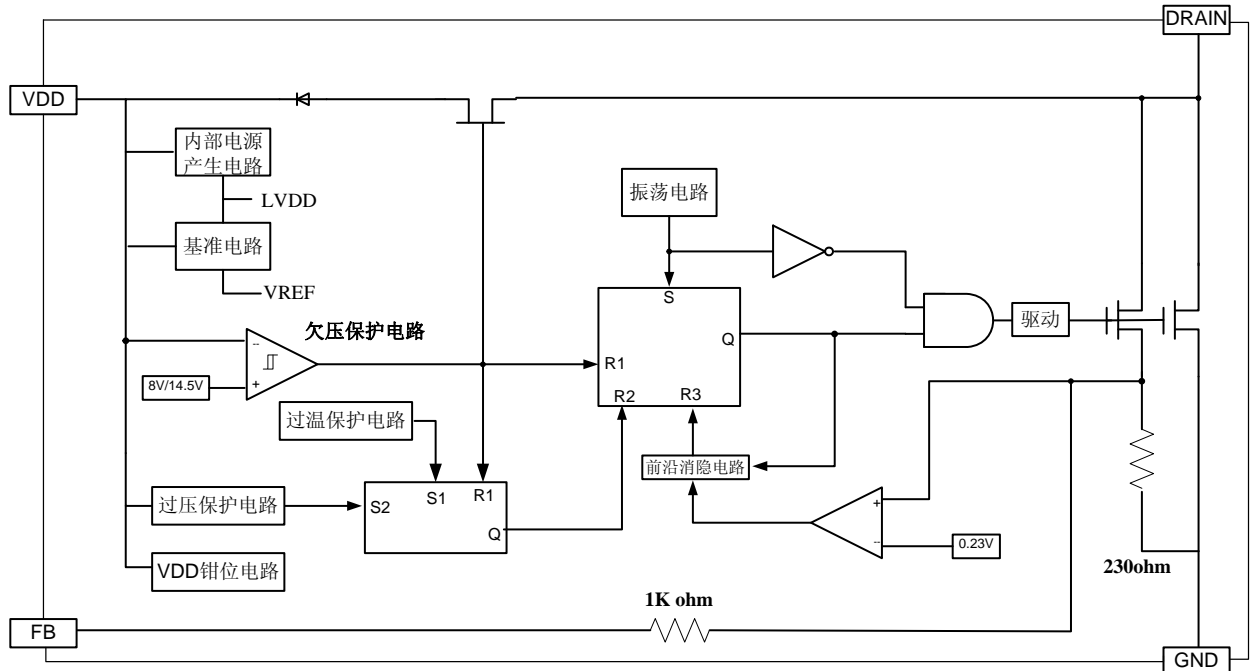 DRAIN
VDD
内部电源
产生电路
LVDD
振荡电路
基准电路
VREF
S
欠压保护电路
驱动
Q
--
R1
8V/14.5V
+
R2
R3
过温保护电路
前沿消隐电路
过压保护电路
S2
S1
R1
+
Q
--
0.23V
VDD钳位电路
230ohm
1K ohm
FB
GND